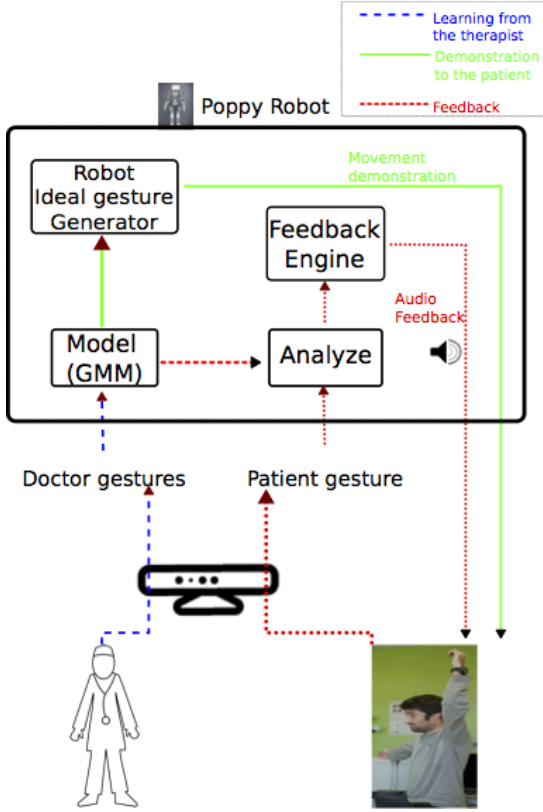 Learning from
the therapist
Demonstration
to the patient
Feedback
Poppy Robot
Robot
Ideal gesture
Generator
Movement
demonstration
Feedback
Engine
Audio
Feedback
Model
(GMM)
Analyze
Doctor gestures
Patient gesture